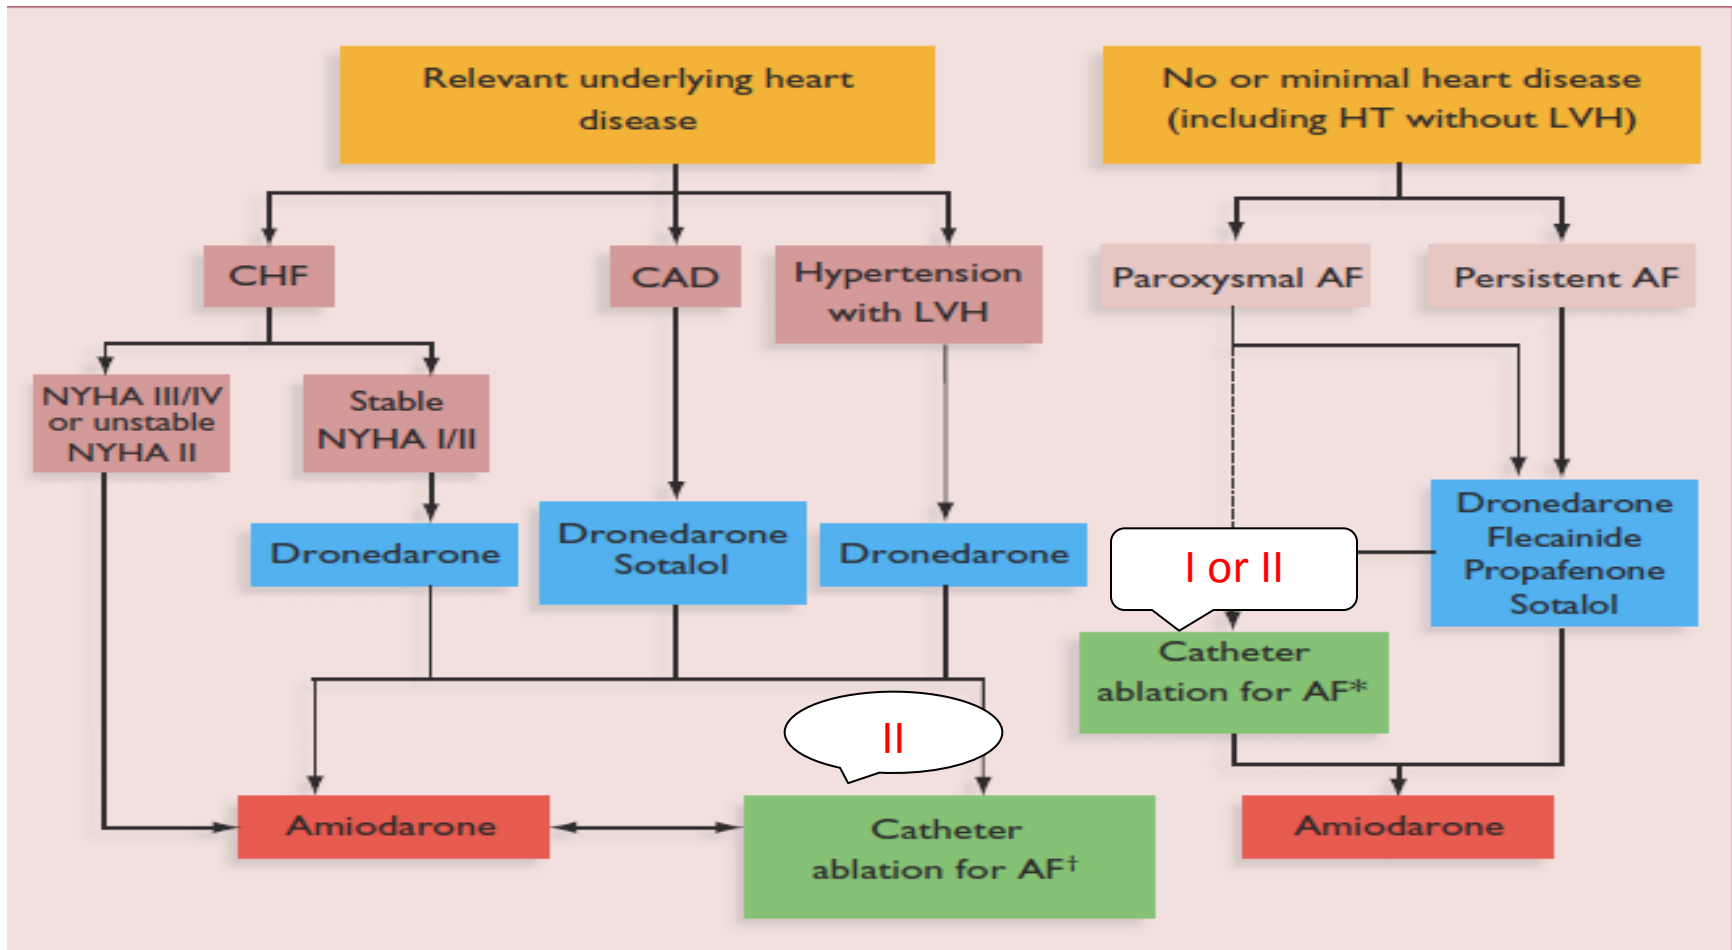 Relevant underlying heart
disease
No or minimal heart disease
(including HT without LVH)
CHF
CAD
Hypertension
with LVH
Paroxysmal AF
Persistent AF
NYHA III/IV
or unstable
NYHA II
Stable
NYHA I/II
Dronedarone
Dronedarone
Sotalol
Dronedarone
Dronedarone
Flecainide
Propafenone
Sotalol
I or II
Catheter
ablation for AF*
II
Amiodarone
Catheter
ablation for AF†
Amiodarone